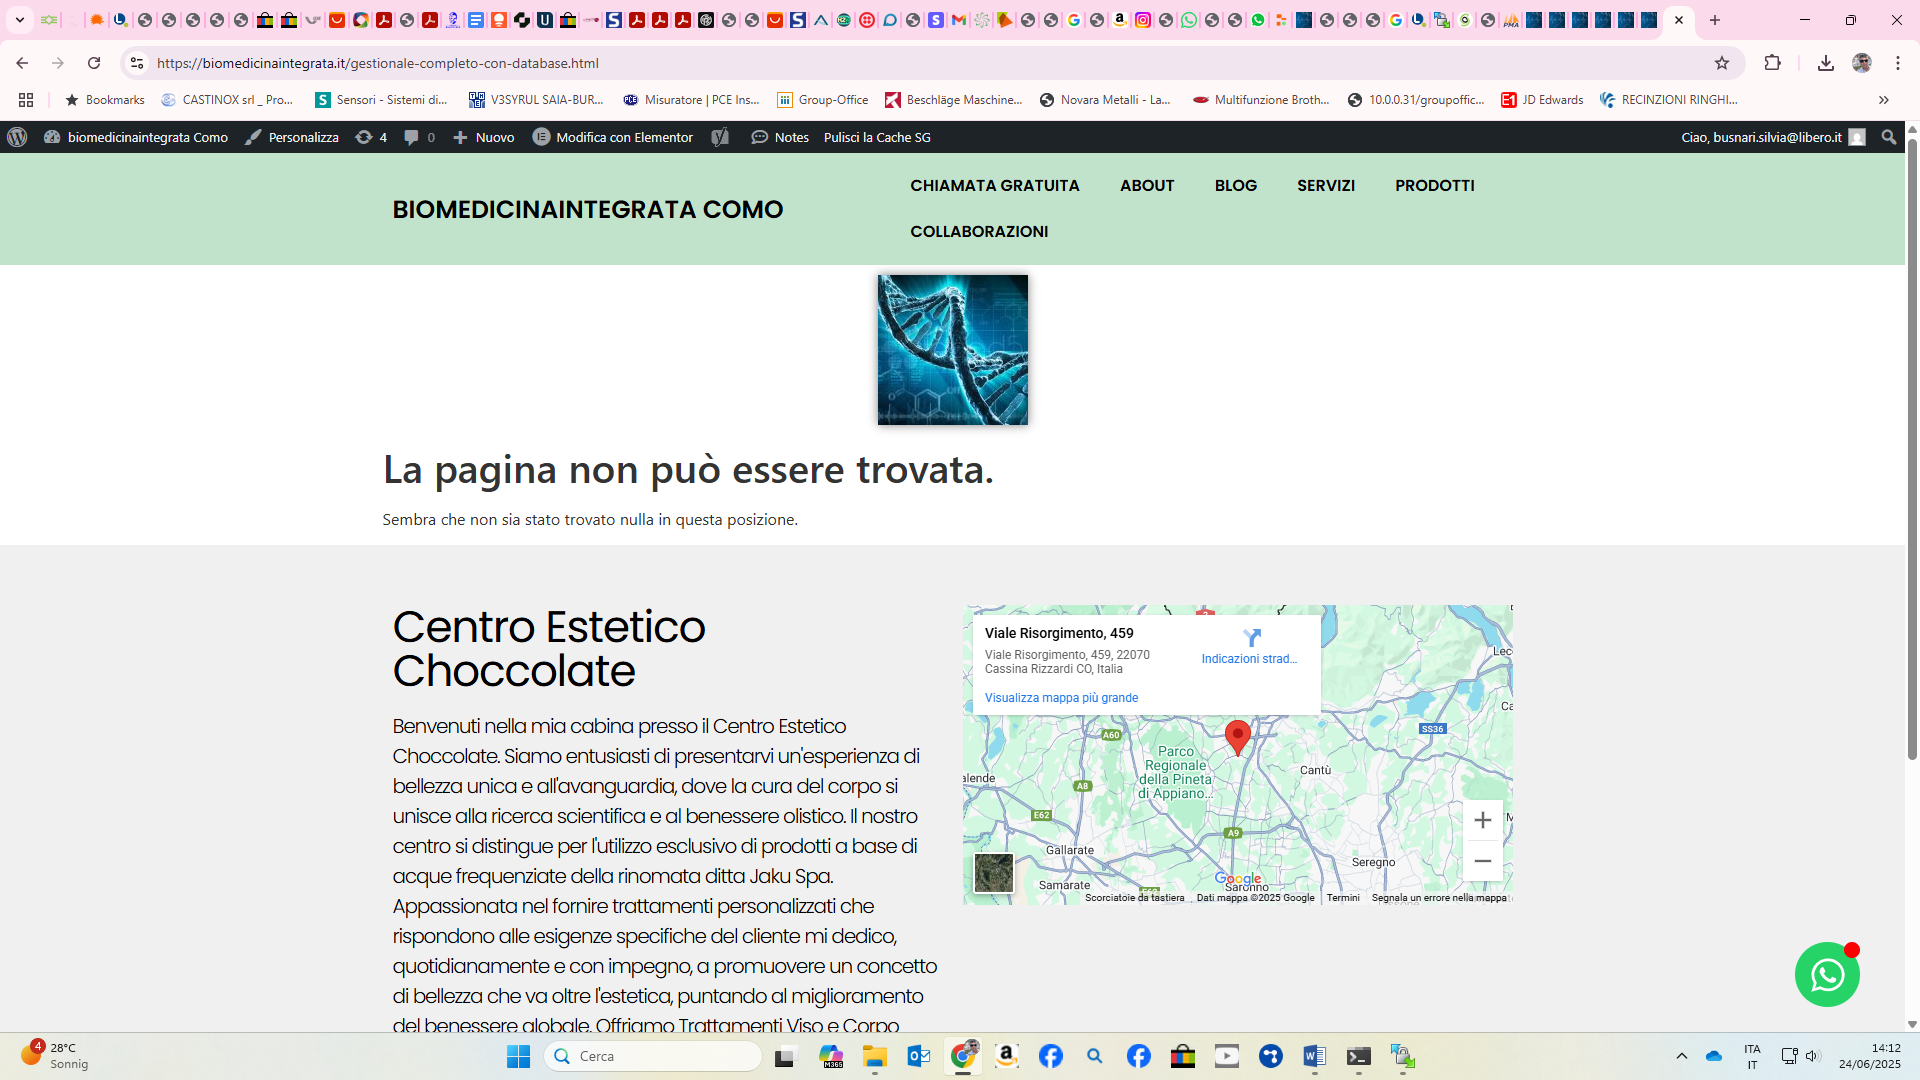 https://biomedicinaintegrata.it/gestionale-completo-con-database.html
Bookmarks
CASTINOX srl _ Pro...
Sensori - Sistemi di...
V3SYRUL SAIA-BUR...
Misuratore | PCE Ins...
Group-Office
Beschläge Maschine...
Novara Metalli - La...
Multifunzione Broth...
10.0.0.31/groupoffic...
JD Edwards
RECINZIONI RINGHI...
biomedicinaintegrata Como
Personalizza
4
0
Nuovo
Modifica con Elementor
Notes
Pulisci la Cache SG
Ciao, busnari.silvia@libero.it
BIOMEDICINAINTEGRATA COMO
CHIAMATA GRATUITA
ABOUT
BLOG
SERVIZI
PRODOTTI
COLLABORAZIONI
La pagina non può essere trovata.
Sembra che non sia stato trovato nulla in questa posizione.
Centro Estetico
Choccolate
Benvenuti nella mia cabina presso il Centro Estetico
Choccolate. Siamo entusiasti di presentarvi un'esperienza di
bellezza unica e all'avanguardia, dove la cura del corpo si
unisce alla ricerca scientifica e al benessere olistico. Il nostro
centro si distingue per l'utilizzo esclusivo di prodotti a base di
acque frequenziate della rinomata ditta Jaku Spa.
Appassionata nel fornire trattamenti personalizzati che
rispondono alle esigenze specifiche del cliente mi dedico,
quotidianamente e con impegno, a promuovere un concetto
di bellezza che va oltre l'estetica, puntando al miglioramento
del benessere globale. Offriamo Trattamenti Viso e Corpo
Viale Risorgimento, 459
Viale Risorgimento, 459, 22070
Cassina Rizzardi CO, Italia
Indicazioni strad...
Visualizza mappa più grande
Lec
SS36
A60
Parco
Regionale
della Pineta
di Appiano...
Cantù
alende
A8
E62
A9
Gallarate
Seregno
Samarate
Google
Saronno
Scorciatoie da tastiera
Dati mappa ©2025 Google
Termini
Segnala un errore nella mappa
4
28°C
Sonnig
Cerca
ITA
IT
14:12
24/06/2025